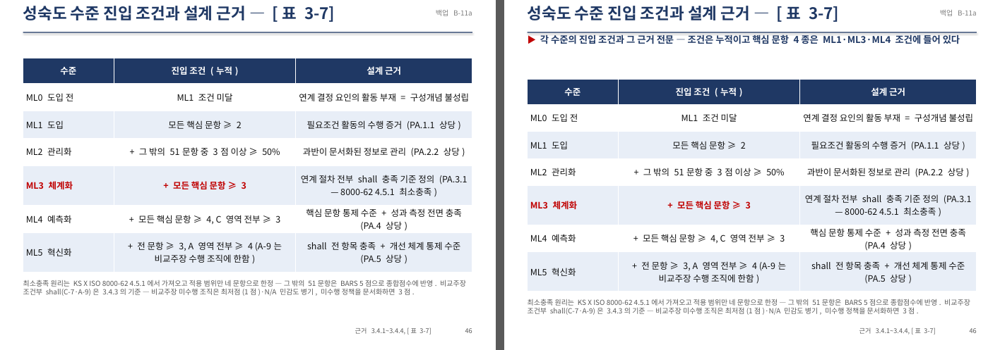 성숙도 수준 진입 조건과 설계 근거 — [ 표 3-7]
백업 B-11a
수준 진입 조건 ( 누적 ) 설계 근거
ML0 도입 전 ML1 조건 미달 연계 결정 요인의 활동 부재 = 구성개념 불성립
ML1 도입 모든 핵심 문항 ≥ 2 필요조건 활동의 수행 증거 (PA.1.1 상당 )
ML2 관리화 + 그 밖의 51 문항 중 3 점 이상 ≥ 50% 과반이 문서화된 정보로 관리 (PA.2.2 상당 )
ML3 체계화 + 모든 핵심 문항 ≥ 3 연계 절차 전부 shall 충족 기준 정의 (PA.3.1
— 8000-62 4.5.1 최소충족 )
ML4 예측화 + 모든 핵심 문항 ≥ 4, C 영역 전부 ≥ 3 핵심 문항 통제 수준 + 성과 측정 전면 충족
(PA.4 상당 )
ML5 혁신화 + 전 문항 ≥ 3, A 영역 전부 ≥ 4 (A-9 는
비교주장 수행 조직에 한함 )
shall 전 항목 충족 + 개선 체계 통제 수준
(PA.5 상당 )
최소충족 원리는 KS X ISO 8000-62 4.5.1 에서 가져오고 적용 범위만 네 문항으로 한정 — 그 밖의 51 문항은 BARS 5 점으로 종합점수에 반영 . 비교주장
조건부 shall(C-7·A-9) 은 3.4.3 의 기준 — 비교주장 미수행 조직은 최저점 (1 점 )·N/A 민감도 병기 , 미수행 정책을 문서화하면 3 점 .
근거 3.4.1~3.4.4, [ 표 3-7] 46
성숙도 수준 진입 조건과 설계 근거 — [ 표 3-7]
백업 B-11a
▶ 각 수준의 진입 조건과 그 근거 전문 — 조건은 누적이고 핵심 문항 4 종은 ML1·ML3·ML4 조건에 들어 있다
수준 진입 조건 ( 누적 ) 설계 근거
ML0 도입 전 ML1 조건 미달 연계 결정 요인의 활동 부재 = 구성개념 불성립
ML1 도입 모든 핵심 문항 ≥ 2 필요조건 활동의 수행 증거 (PA.1.1 상당 )
ML2 관리화 + 그 밖의 51 문항 중 3 점 이상 ≥ 50% 과반이 문서화된 정보로 관리 (PA.2.2 상당 )
ML3 체계화 + 모든 핵심 문항 ≥ 3 연계 절차 전부 shall 충족 기준 정의 (PA.3.1
— 8000-62 4.5.1 최소충족 )
ML4 예측화 + 모든 핵심 문항 ≥ 4, C 영역 전부 ≥ 3 핵심 문항 통제 수준 + 성과 측정 전면 충족
(PA.4 상당 )
ML5 혁신화 + 전 문항 ≥ 3, A 영역 전부 ≥ 4 (A-9 는
비교주장 수행 조직에 한함 )
shall 전 항목 충족 + 개선 체계 통제 수준
(PA.5 상당 )
최소충족 원리는 KS X ISO 8000-62 4.5.1 에서 가져오고 적용 범위만 네 문항으로 한정 — 그 밖의 51 문항은 BARS 5 점으로 종합점수에 반영 . 비교주장
조건부 shall(C-7·A-9) 은 3.4.3 의 기준 — 비교주장 미수행 조직은 최저점 (1 점 )·N/A 민감도 병기 , 미수행 정책을 문서화하면 3 점 .
근거 3.4.1~3.4.4, [ 표 3-7] 46